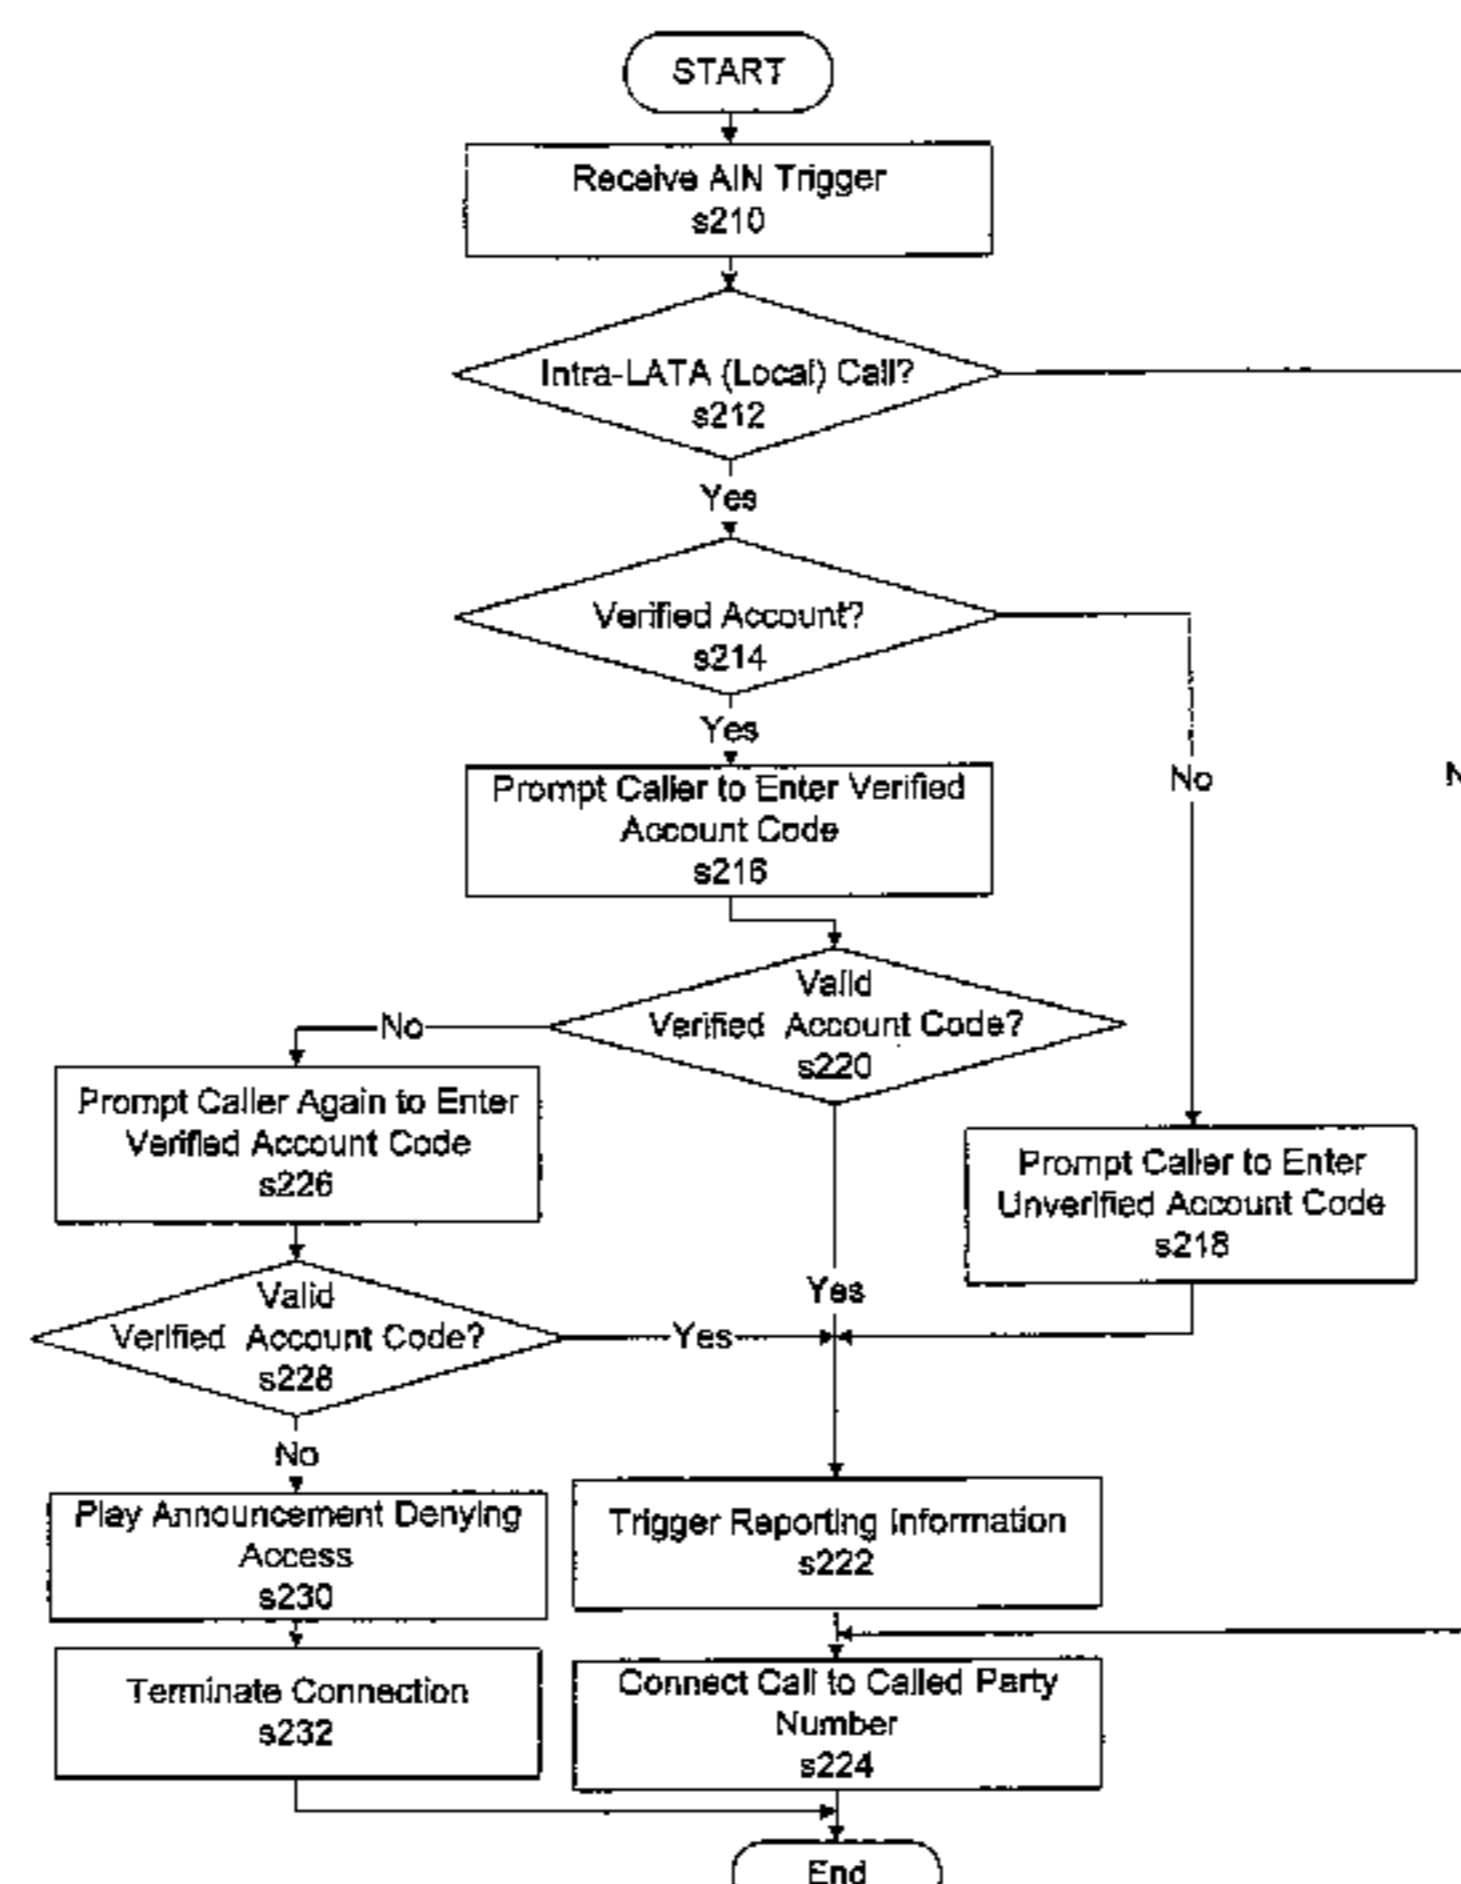 START
Receive AIN Trigger
s210
Intra-LATA (Local) Call?
s212
Yes
Verified Account?
s214
Yes
No
Prompt Caller to Enter Verified
Account Code
s216
Valid
Verified Account Code?
s220
No
Prompt Caller Again to Enter
Verified Account Code
s226
Prompt Caller to Enter
Unverified Account Code
s218
Yes
Valid
Verified Account Code?
s228
Yes
No
Play Announcement Denying
Access
s230
Trigger Reporting Information
s222
Terminate Connection
s232
Connect Call to Called Party
Number
s224
End